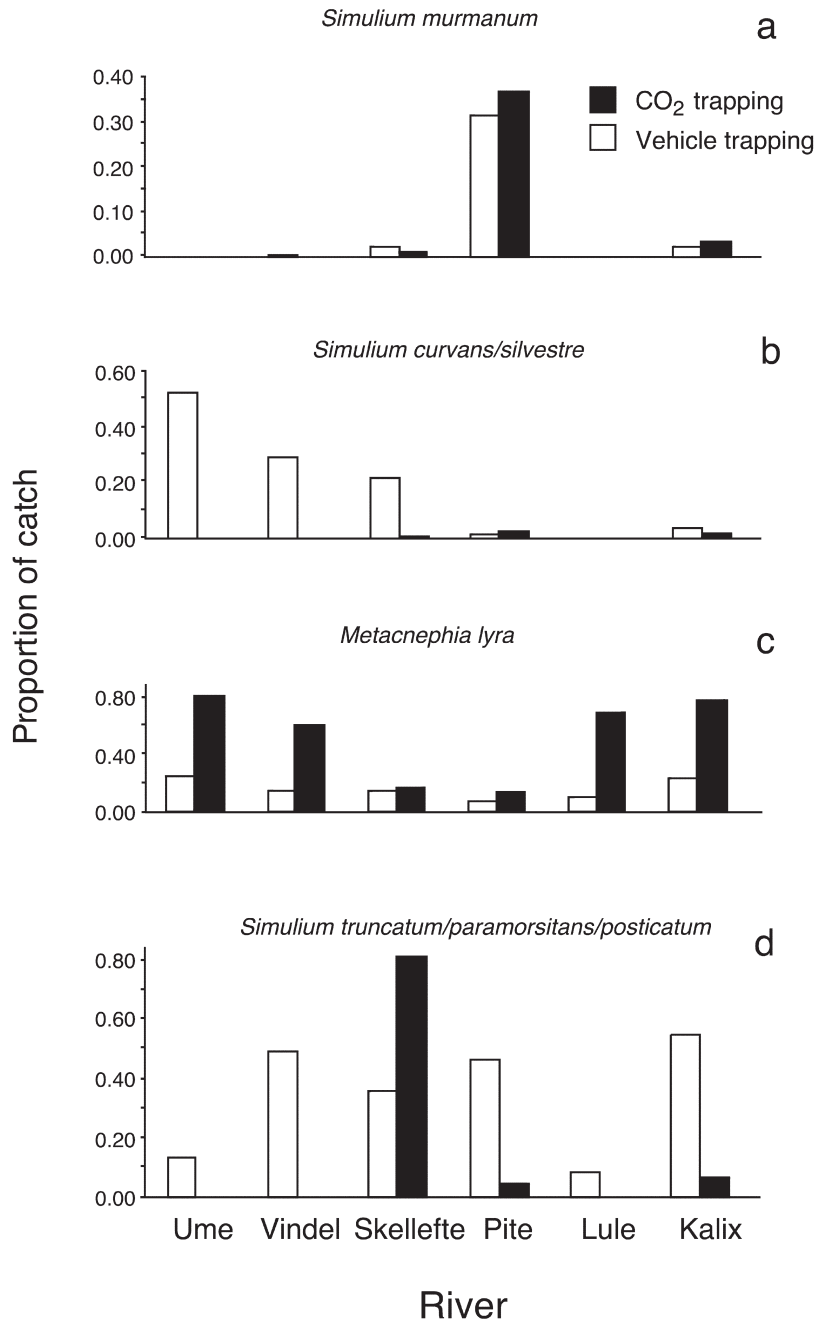 Simulium murmanum
a
0.40
0.30
0.20
0.10
0.00
CO2 trapping
Vehicle trapping
Simulium curvans/silvestre
b
0.60
0.40
0.20
0.00
Proportion of catch
Metacnephia lyra
c
0.80
0.40
0.00
Simulium truncatum/paramorsitans/posticatum
d
0.80
0.60
0.40
0.20
0.00
Ume Vindel Skellefte Pite Lule Kalix
River